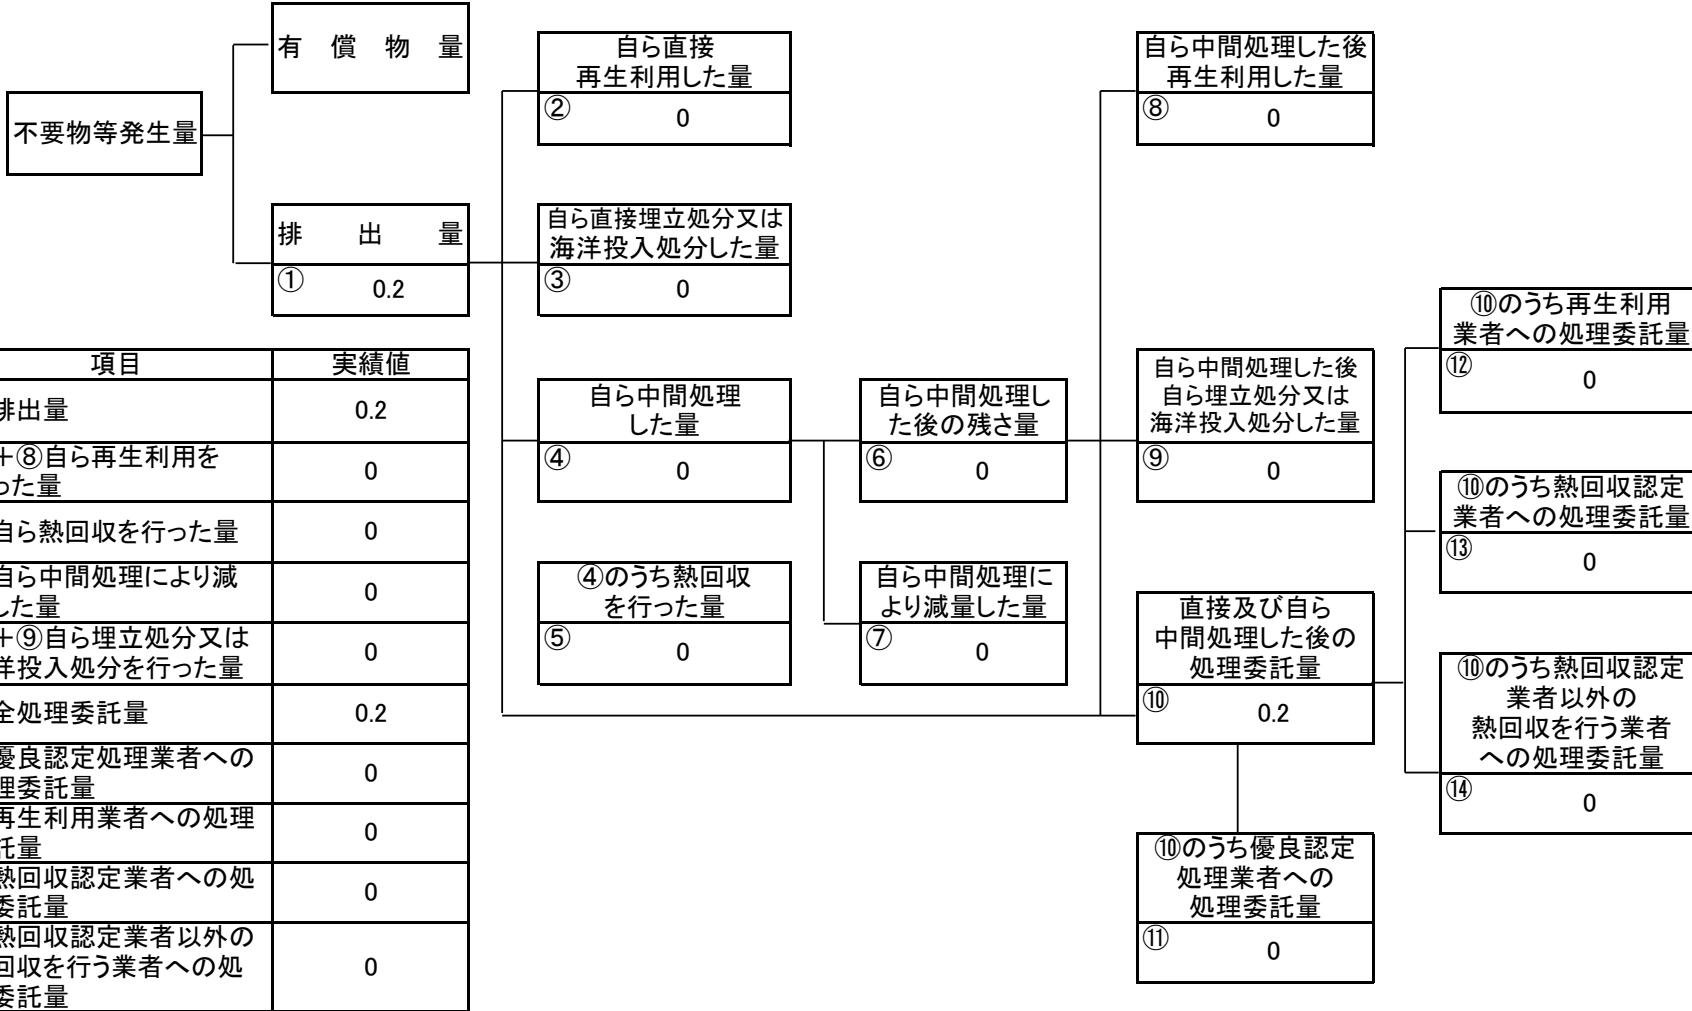 有償物量
不要物等発生量
排出量
① 0.2
自ら直接
再生利用した量
② 0
自ら直接埋立処分又は
海洋投入処分した量
③ 0
自ら中間処理
した量
④ 0
④のうち熱回収
を行った量
⑤ 0
自ら中間処理し
た後の残さ量
⑥ 0
自ら中間処理に
より減量した量
⑦ 0
自ら中間処理した後
再生利用した量
⑧ 0
自ら中間処理した後
自ら埋立処分又は
海洋投入処分した量
⑨ 0
直接及び自ら
中間処理した後の
処理委託量
⑩ 0.2
⑩のうち優良認定
処理業者への
処理委託量
⑪ 0
⑩のうち再生利用
業者への処理委託量
⑫ 0
⑩のうち熱回収認定
業者への処理委託量
⑬ 0
⑩のうち熱回収認定
業者以外の
熱回収を行う業者
への処理委託量
⑭ 0
項目 実績値
排出量 0.2
+⑧自ら再生利用を
った量 0
自ら熱回収を行った量 0
自ら中間処理により減
した量 0
+⑨自ら埋立処分又は
洋投入処分を行った量 0
全処理委託量 0.2
優良認定処理業者への
理委託量 0
再生利用業者への処理
託量 0
熱回収認定業者への処
委託量 0
熱回収認定業者以外の
回収を行う業者への処
委託量 0